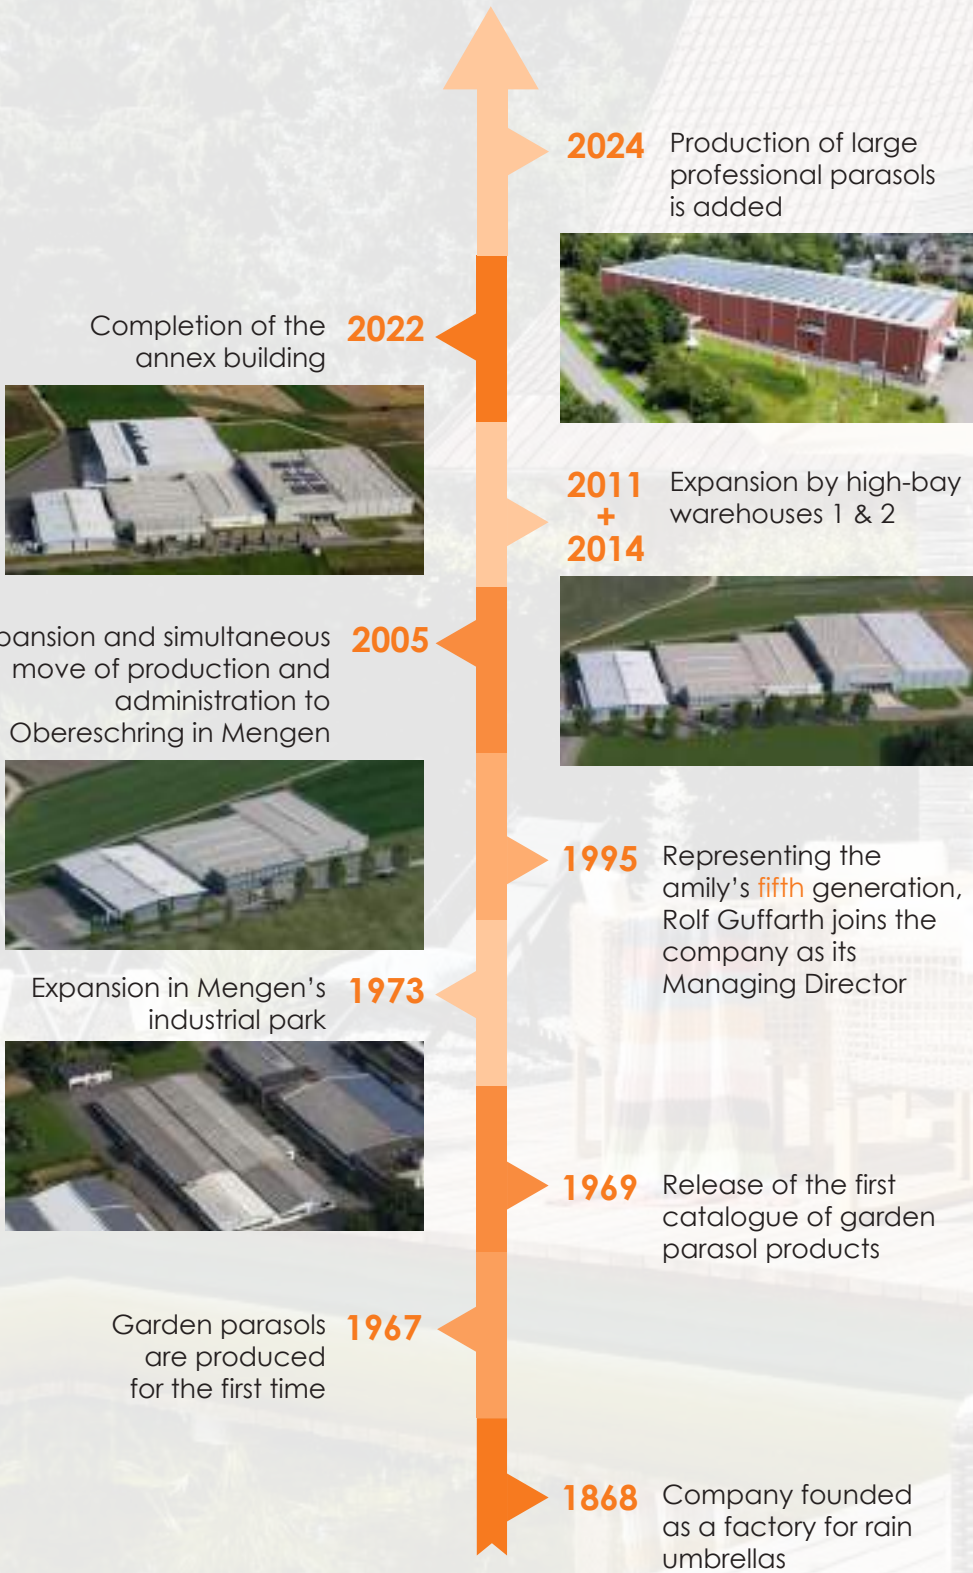 2024
Production of large
professional parasols
is added
Completion of the
annex building
2022
2011
+
2014
Expansion by high-bay
warehouses 1 & 2
pansion and simultaneous
move of production and
administration to
Obereschring in Mengen
2005
1995
Representing the
amily's fifth generation,
Rolf Guffarth joins the
company as its
Managing Director
Expansion in Mengen's
industrial park
1973
1969
Release of the first
catalogue of garden
parasol products
Garden parasols
are produced
for the first time
1967
1868
Company founded
as a factory for rain
umbrellas